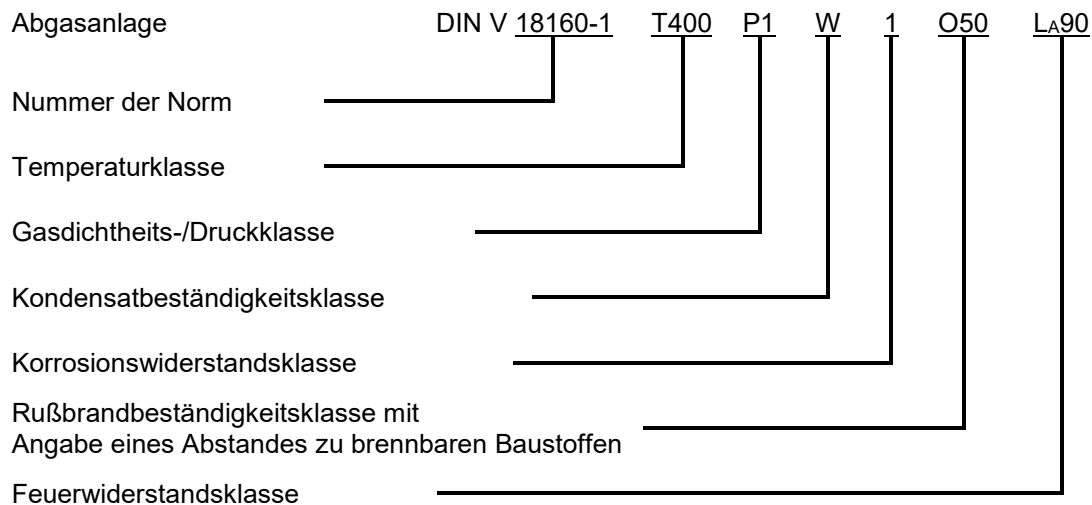 Abgasanlage DIN V 18160-1 T400 P1 W 1 O50 LA90
Nummer der Norm
Temperaturklasse
Gasdichtheits-/Druckklasse
Kondensatbeständigkeitsklasse
Korrosionswiderstandsklasse
Rußbrandbeständigkeitsklasse mit
Angabe eines Abstandes zu brennbaren Baustoffen
Feuerwiderstandsklasse